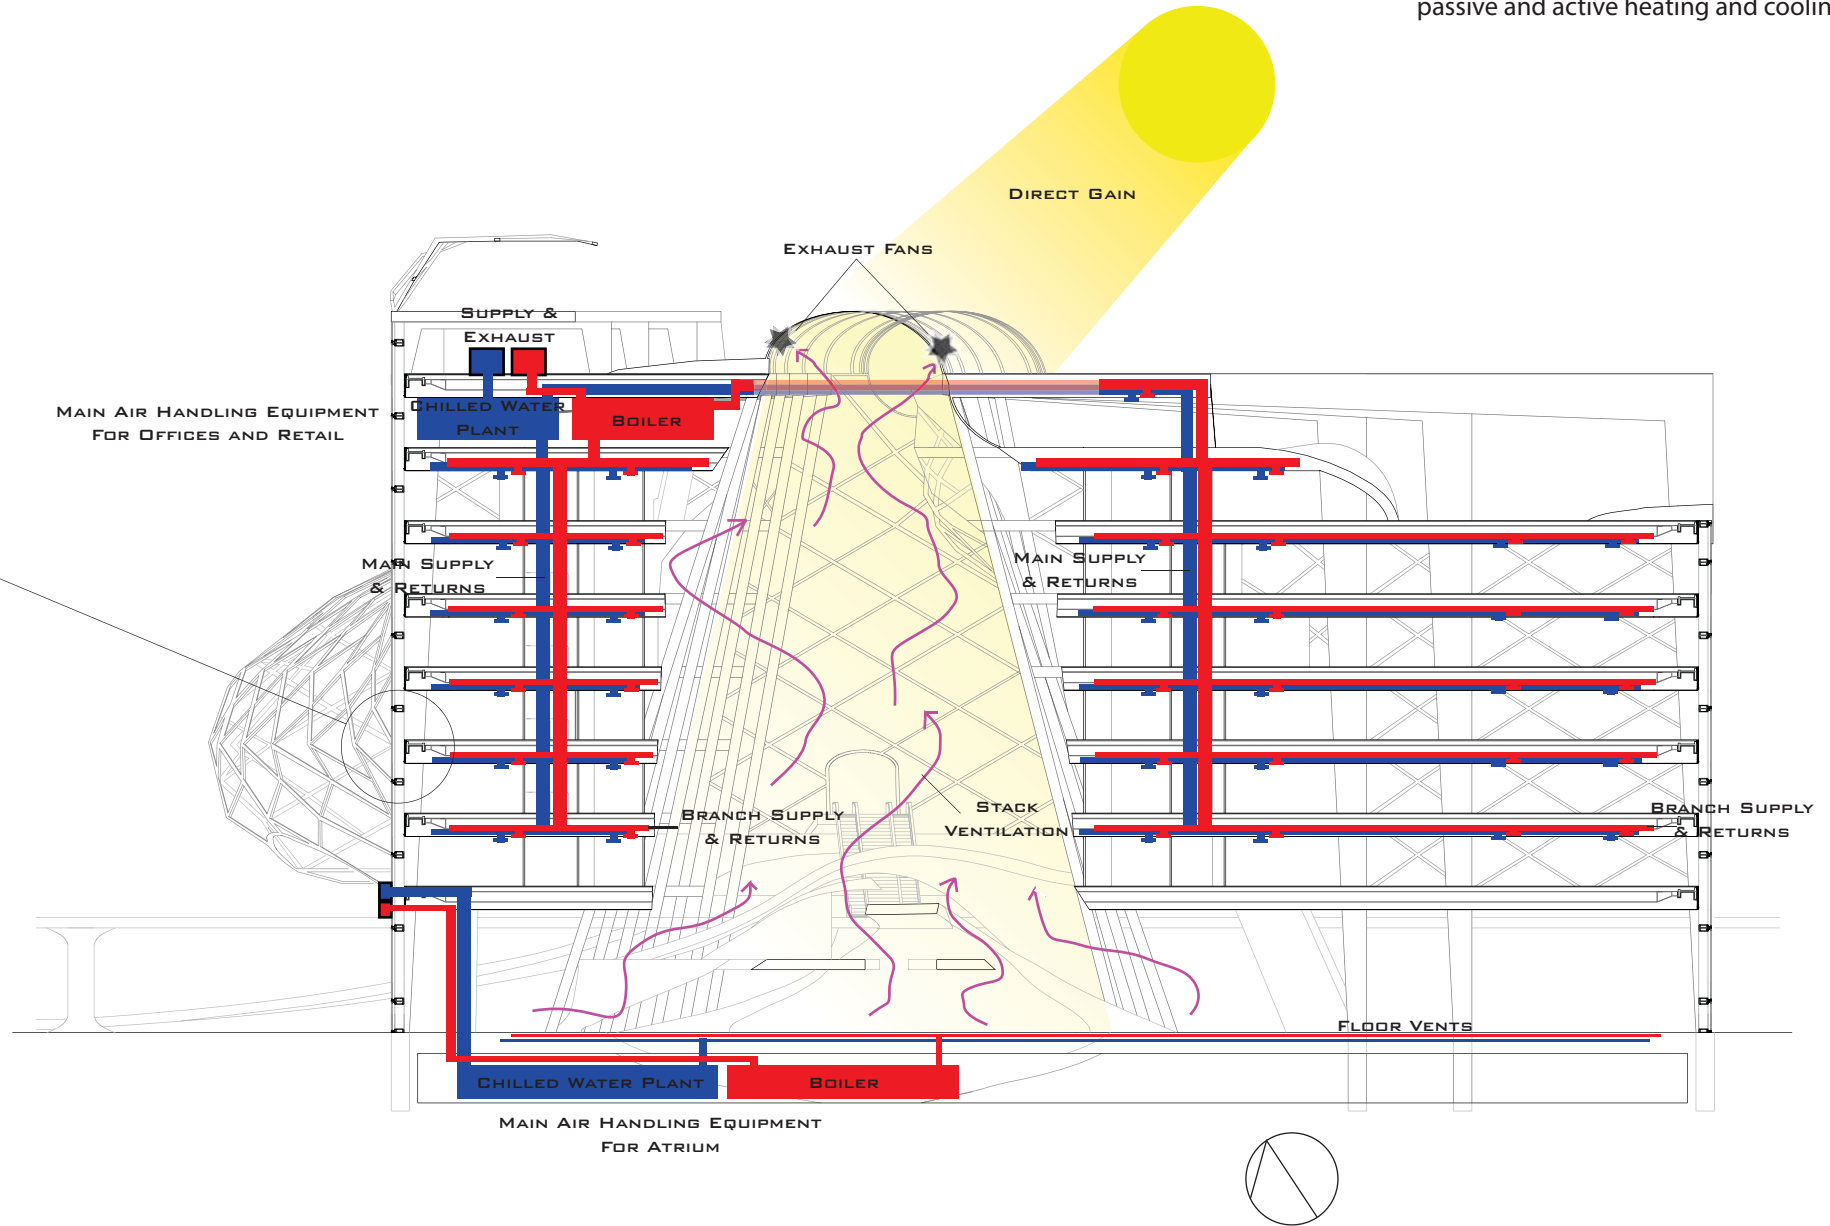 passive and active heating and coolin
Direct Gain
Exhaust Fans
Supply &
Exhaust
Main Air Handling Equipment
For Offices and Retail
Chilled Water
Plant
Boiler
Main Supply
& Returns
Main Supply
& Returns
Branch Supply
& Returns
Stack
Ventilation
Branch Supply
& Returns
Floor Vents
Chilled Water Plant
Boiler
Main Air Handling Equipment
For Atrium